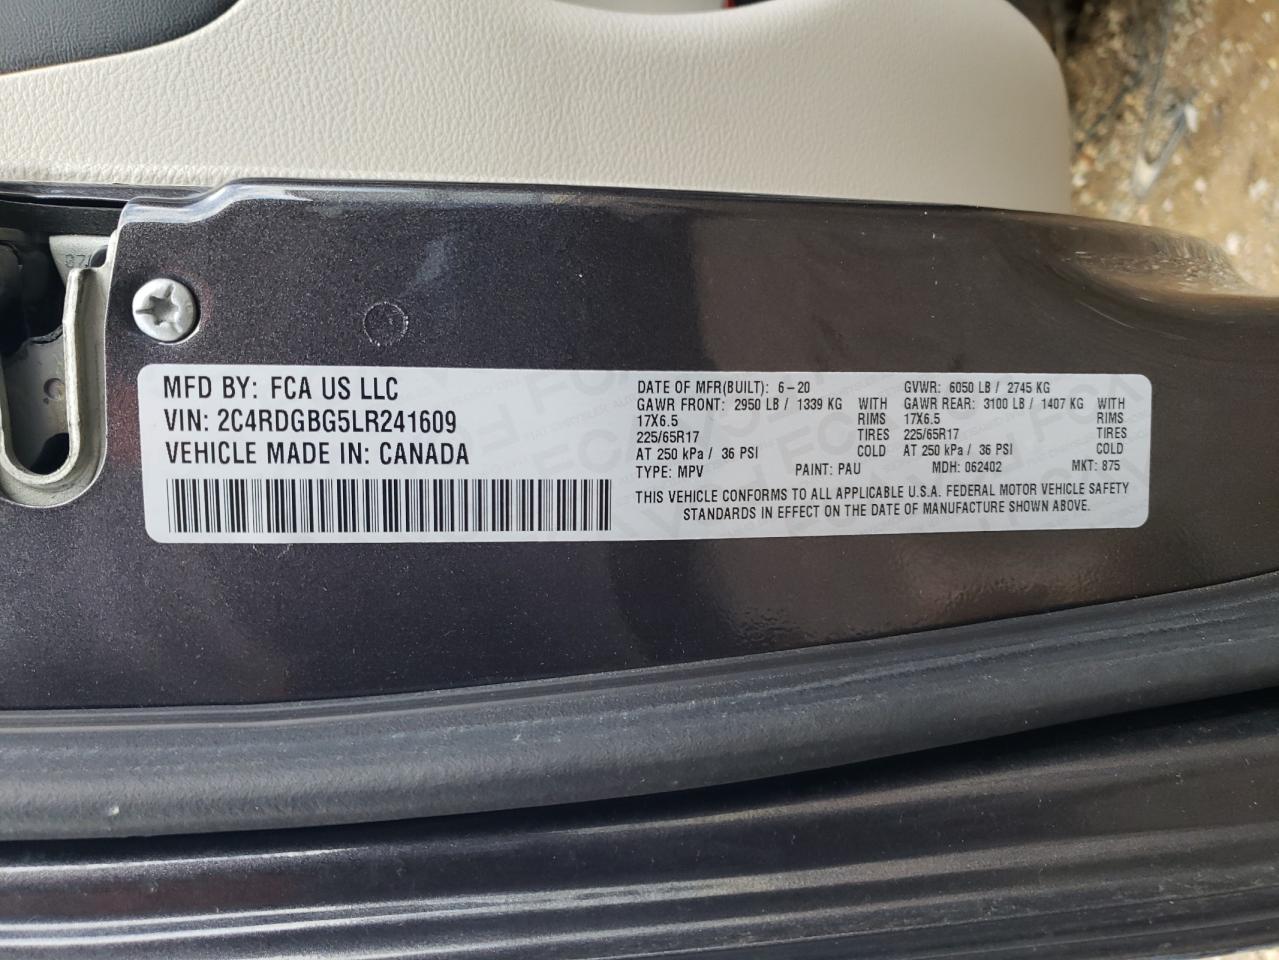 MFD BY: FCA US LLC
VIN: 2C4RDGBG5LR241609
VEHICLE MADE IN: CANADA
DATE OF MFR(BUILT): 6-20 GVWR: 6050 LB / 2745 KG
GAWR FRONT: 2950 LB / 1339 KG WITH GAWR REAR: 3100 LB / 1407 KG WITH
17X6.5 RIMS 17X6.5 RIMS
225/65R17 TIRES 225/65R17 TIRES
AT 250 kPa / 36 PSI COLD AT 250 kPa / 36 PSI COLD
TYPE: MPV PAINT: PAU MDH: 062402 MKT: 875
THIS VEHICLE CONFORMS TO ALL APPLICABLE U.S.A. FEDERAL MOTOR VEHICLE SAFETY
STANDARDS IN EFFECT ON THE DATE OF MANUFACTURE SHOWN ABOVE.